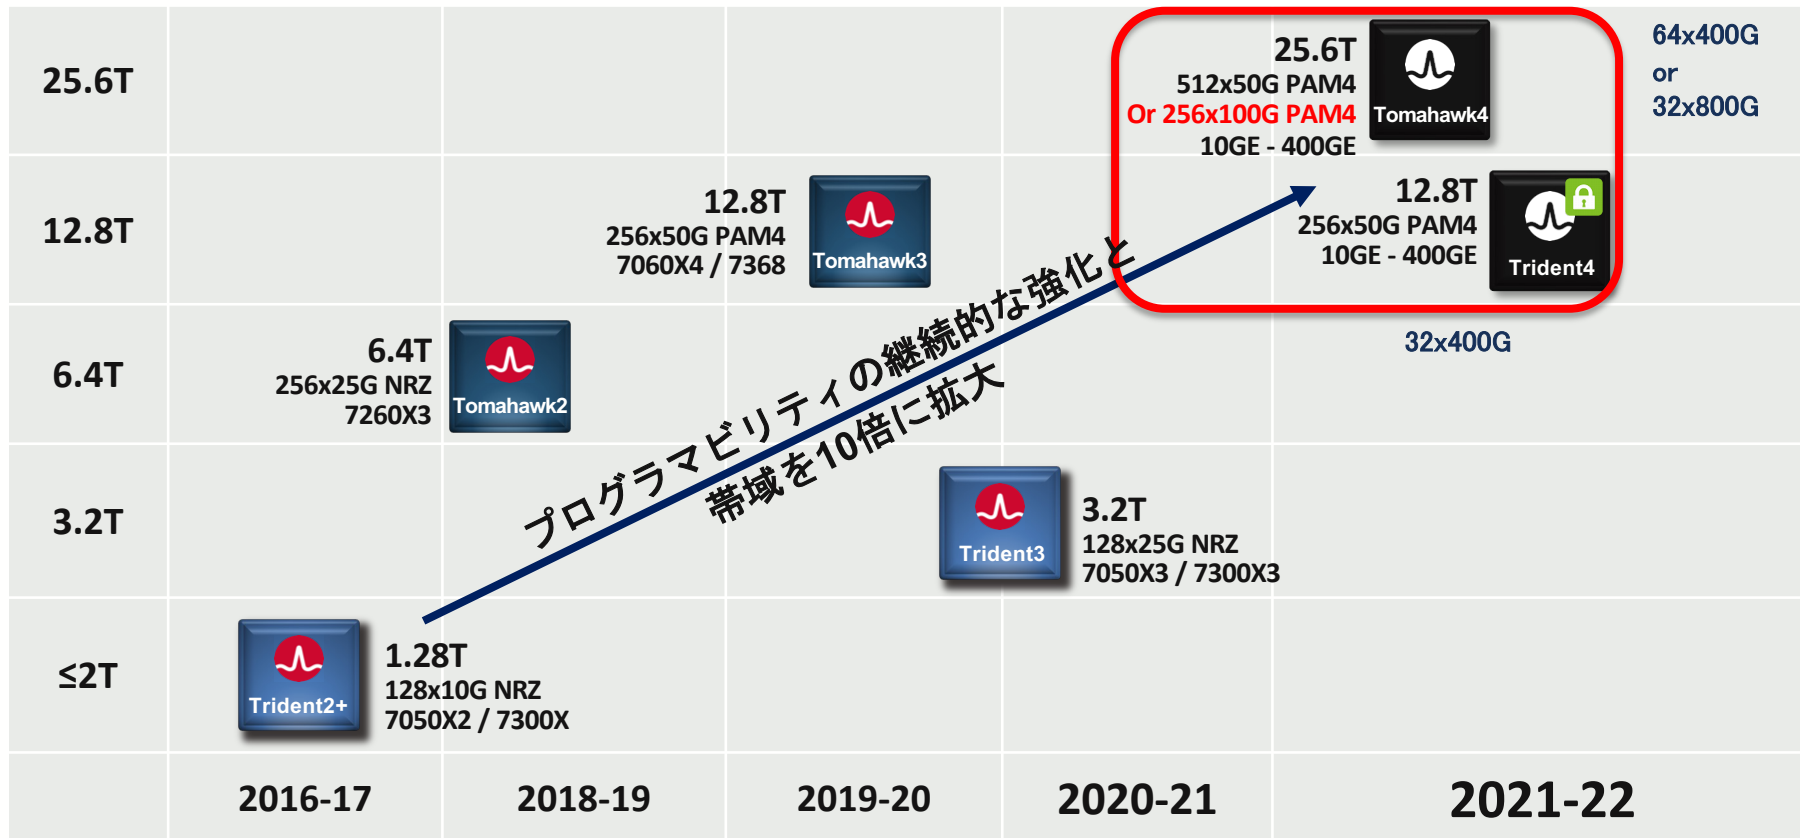 25.6T
25.6T
512x50G PAM4
Or 256x100G PAM4
10GE - 400GE
Tomahawk4
64x400G
or
32x800G
12.8T
12.8T
256x50G PAM4
7060X4 / 7368
Tomahawk3
12.8T
256x50G PAM4
10GE - 400GE
Trident4
32x400G
6.4T
6.4T
256x25G NRZ
7260X3
Tomahawk2
プログラマビリティの継続的な強化と
帯域を10倍に拡大
3.2T
Trident3
3.2T
128x25G NRZ
7050X3 / 7300X3
≤2T
Trident2+
1.28T
128x10G NRZ
7050X2 / 7300X
2016-17
2018-19
2019-20
2020-21
2021-22